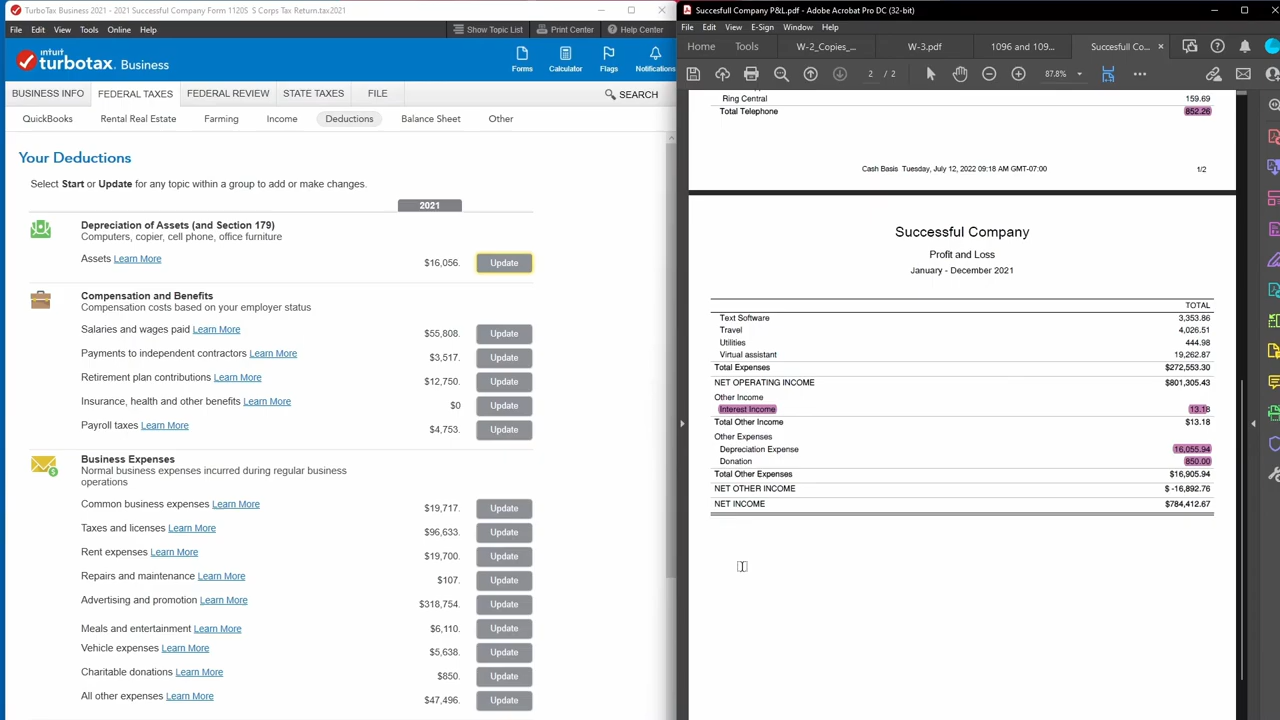 TurboTax Business 2021 - 2021 Successful Company Form 1120S S Corps Tax Return.tax2021
File Edit View Tools Online Help
Show Topic List Print Center Help Center
intuit
turbotax Business
Forms Calculator Flags Notifications
BUSINESS INFO FEDERAL TAXES FEDERAL REVIEW STATE TAXES FILE SEARCH
QuickBooks Rental Real Estate Farming Income Deductions Balance Sheet Other
Your Deductions
Select Start or Update for any topic within a group to add or make changes.
2021
Depreciation of Assets (and Section 179)
Computers, copier, cell phone, office furniture
Assets Learn More $16,056. Update
Compensation and Benefits
Compensation costs based on your employer status
Salaries and wages paid Learn More $55,808. Update
Payments to independent contractors Learn More $3,517. Update
Retirement plan contributions Learn More $12,750. Update
Insurance, health and other benefits Learn More $0 Update
Payroll taxes Learn More $4,753. Update
Business Expenses
Normal business expenses incurred during regular business
operations
Common business expenses Learn More $19,717. Update
Taxes and licenses Learn More $96,633. Update
Rent expenses Learn More $19,700. Update
Repairs and maintenance Learn More $107. Update
Advertising and promotion Learn More $318,754. Update
Meals and entertainment Learn More $6,110. Update
Vehicle expenses Learn More $5,638. Update
Charitable donations Learn More $850. Update
All other expenses Learn More $47,496. Update
Succesfull Company P&L.pdf - Adobe Acrobat Pro DC (32-bit)
File Edit View E-Sign Window Help
Home Tools W-2_Copies_... W-3.pdf 1096 and 109... Succesfull Co...
2 / 2 87.8%
Ring Central 159.69
Total Telephone 852.26
Cash Basis Tuesday, July 12, 2022 09:18 AM GMT-07:00 1/2
Successful Company
Profit and Loss
January - December 2021
TOTAL
Text Software 3,353.86
Travel 4,026.51
Utilities 444.98
Virtual assistant 19,262.87
Total Expenses $272,553.30
NET OPERATING INCOME $801,305.43
Other Income
Interest Income 13.18
Total Other Income $13.18
Other Expenses
Depreciation Expense 16,055.94
Donation 850.00
Total Other Expenses $16,905.94
NET OTHER INCOME $ -16,892.76
NET INCOME $784,412.67